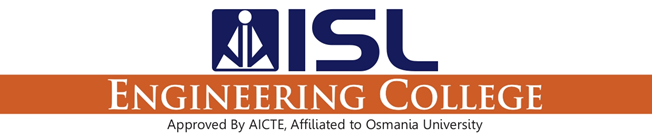 ISL
ENGINEERING COLLEGE
Approved By AICTE, Affiliated to Osmania University